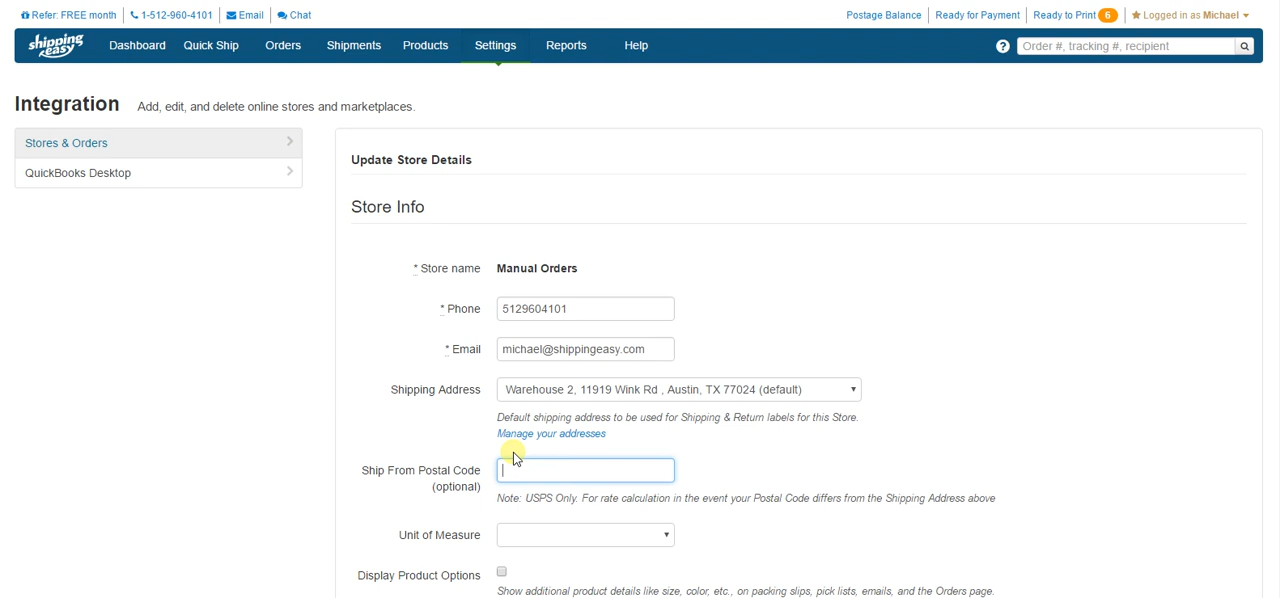 Refer: FREE month 1-512-960-4101 Email Chat Postage Balance Ready for Payment Ready to Print 6 Logged in as Michael
shipping easy Dashboard Quick Ship Orders Shipments Products Settings Reports Help ? Order #, tracking #, recipient
Integration Add, edit, and delete online stores and marketplaces.
Stores & Orders
QuickBooks Desktop
Update Store Details
Store Info
* Store name Manual Orders
* Phone 5129604101
* Email michael@shippingeasy.com
Shipping Address Warehouse 2, 11919 Wink Rd , Austin, TX 77024 (default)
Default shipping address to be used for Shipping & Return labels for this Store.
Manage your addresses
Ship From Postal Code
(optional)
Note: USPS Only. For rate calculation in the event your Postal Code differs from the Shipping Address above
Unit of Measure
Display Product Options
Show additional product details like size, color, etc., on packing slips, pick lists, emails, and the Orders page.